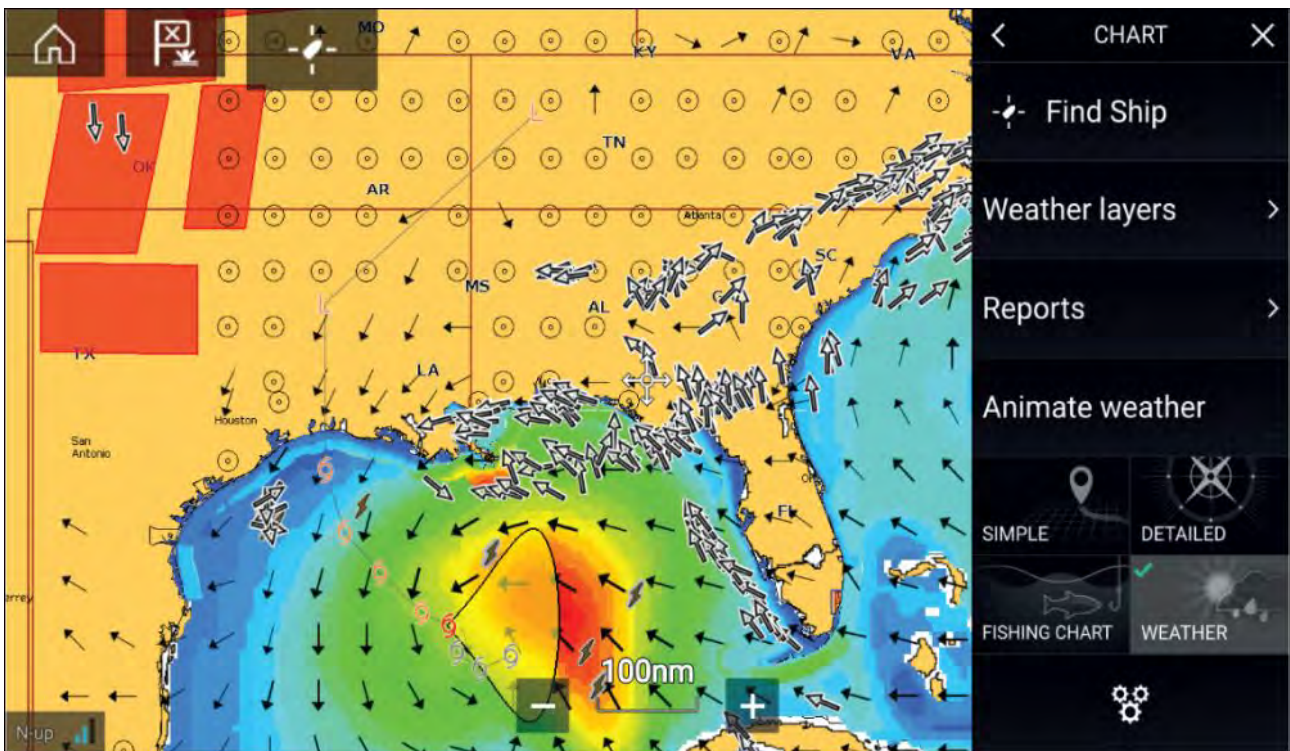 MO
KY
VA
OK
TN
AR
Atlanta
SC
MS
AL
G
TX
LA
Houston
San
Antonio
FL
errey
100nm
N-up
L
L
CHART
Find Ship
Weather layers
Reports
Animate weather
SIMPLE
DETAILED
FISHING CHART
WEATHER